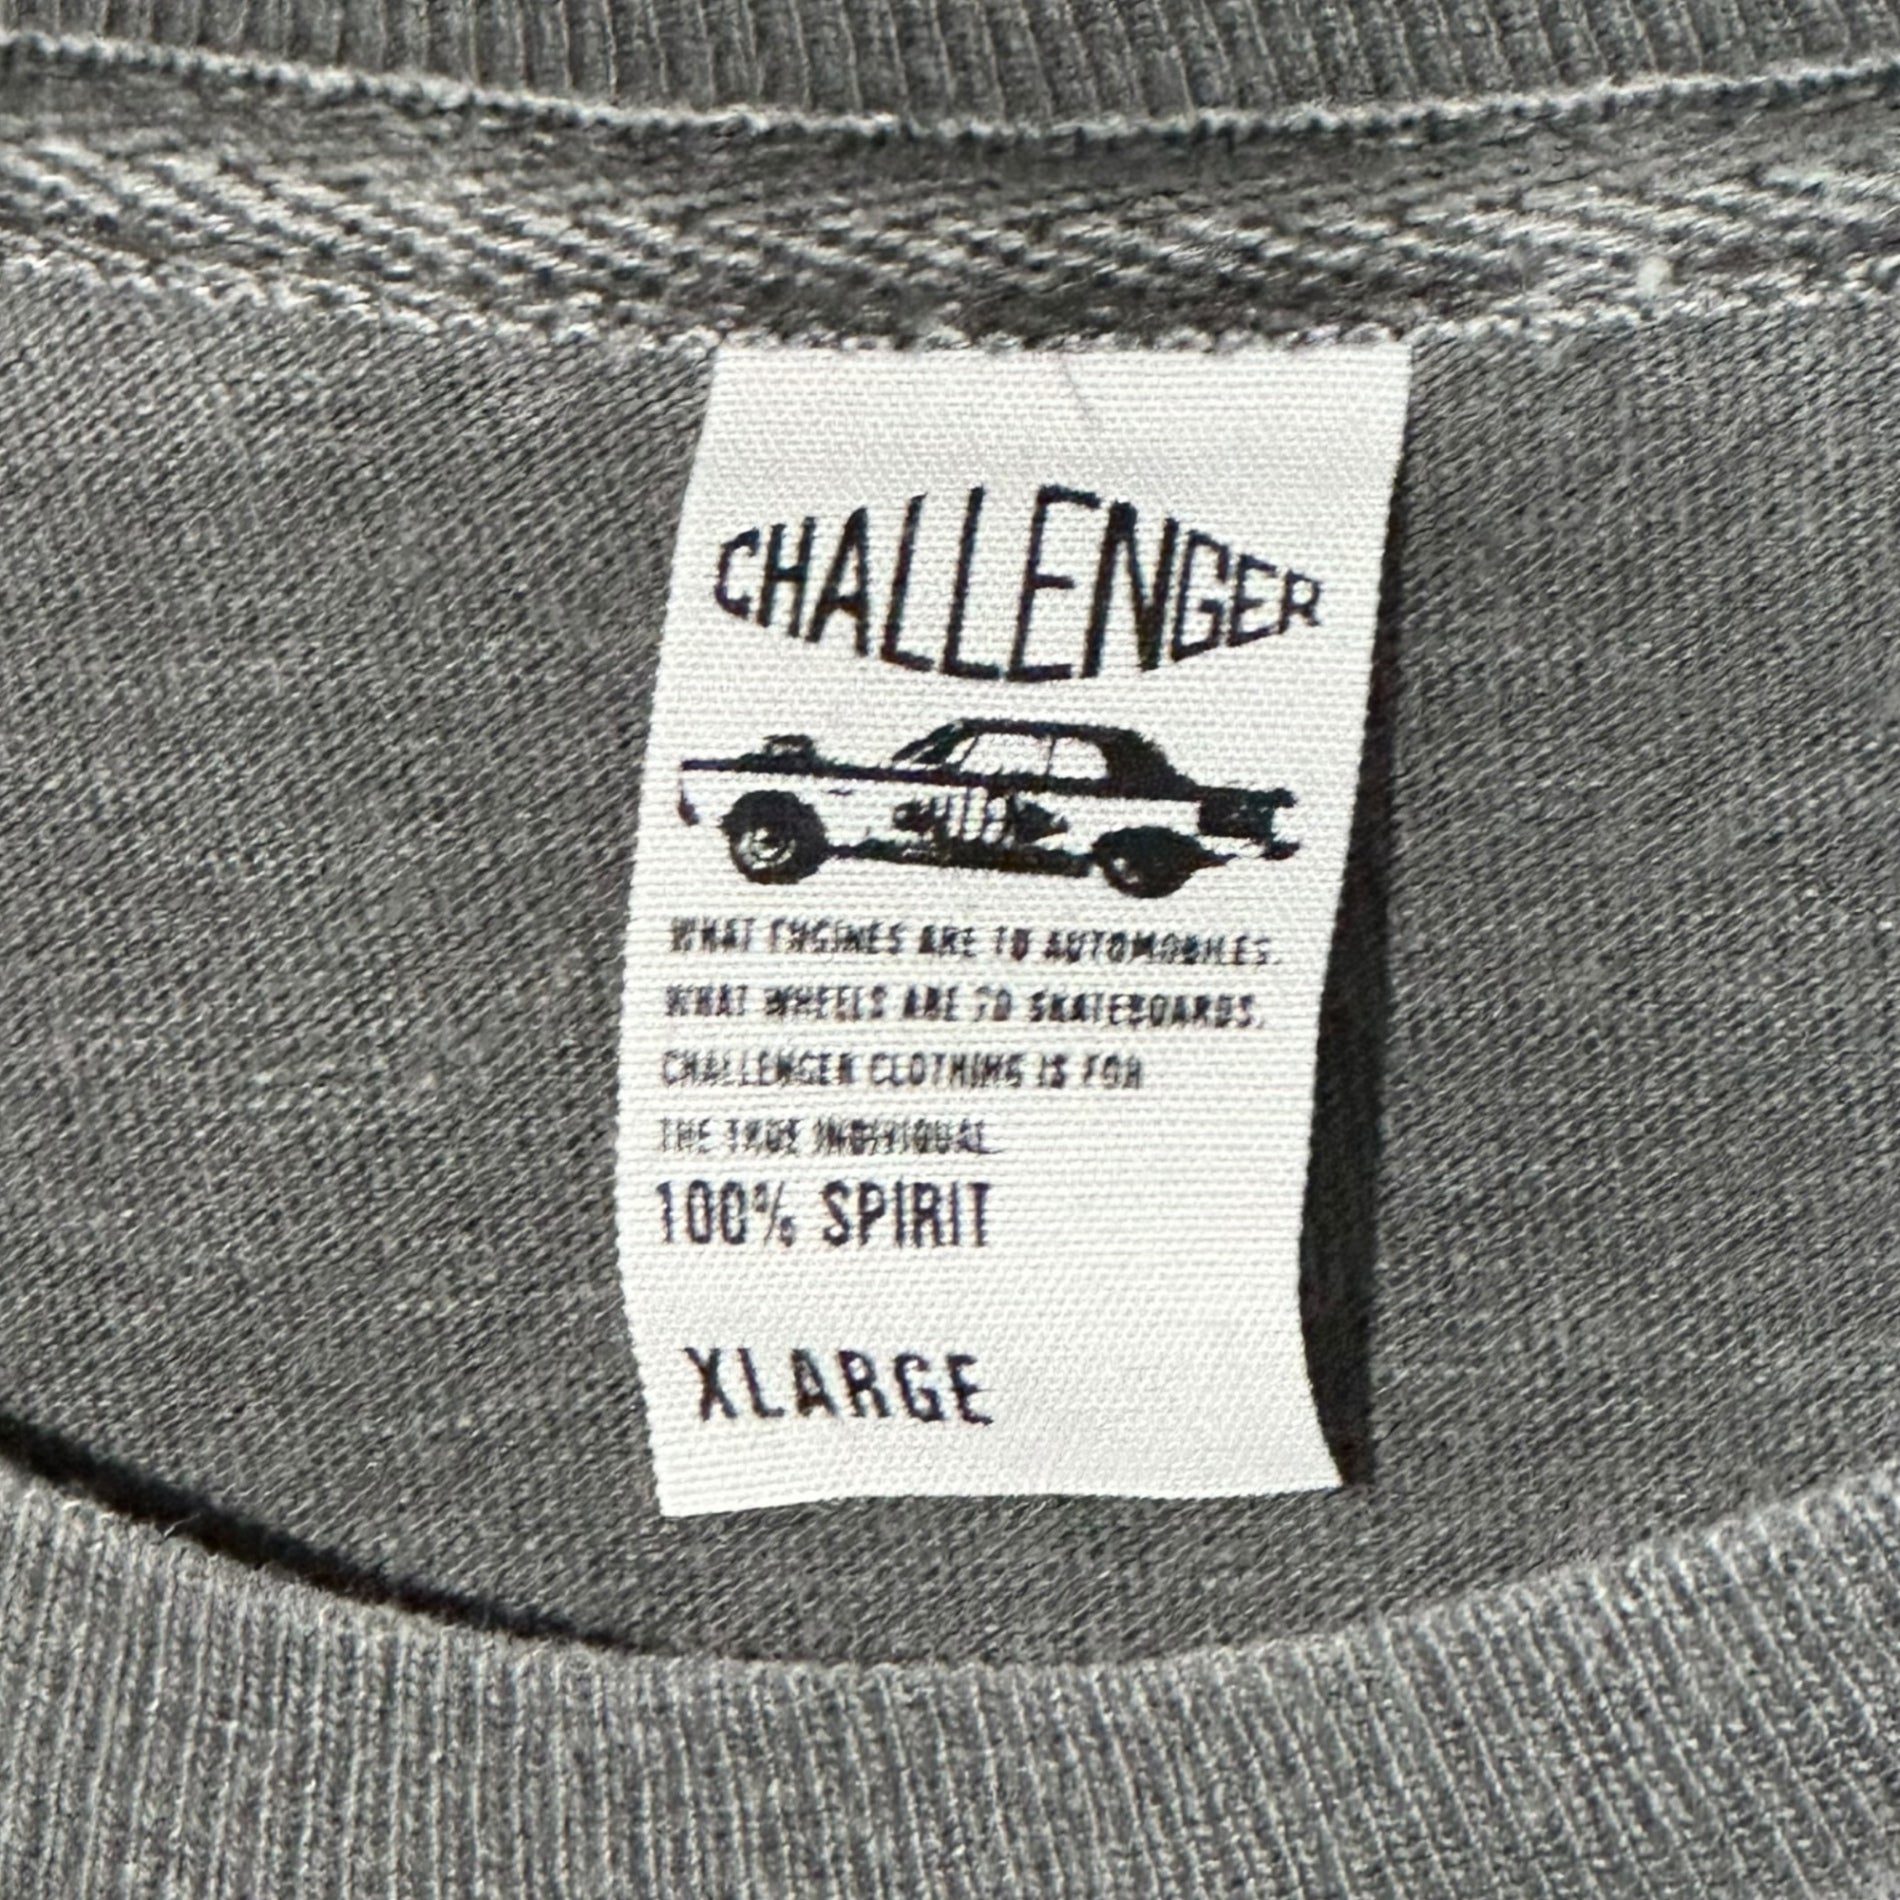 CHALLENGER
WHAT ENGINES ARE TO AUTOMOBILES.
WHAT WHEELS ARE TO SKATEBOARDS.
CHALLENGER CLOTHING IS FOR
THE TRUE INDIVIDUAL.
100% SPIRIT
XLARGE